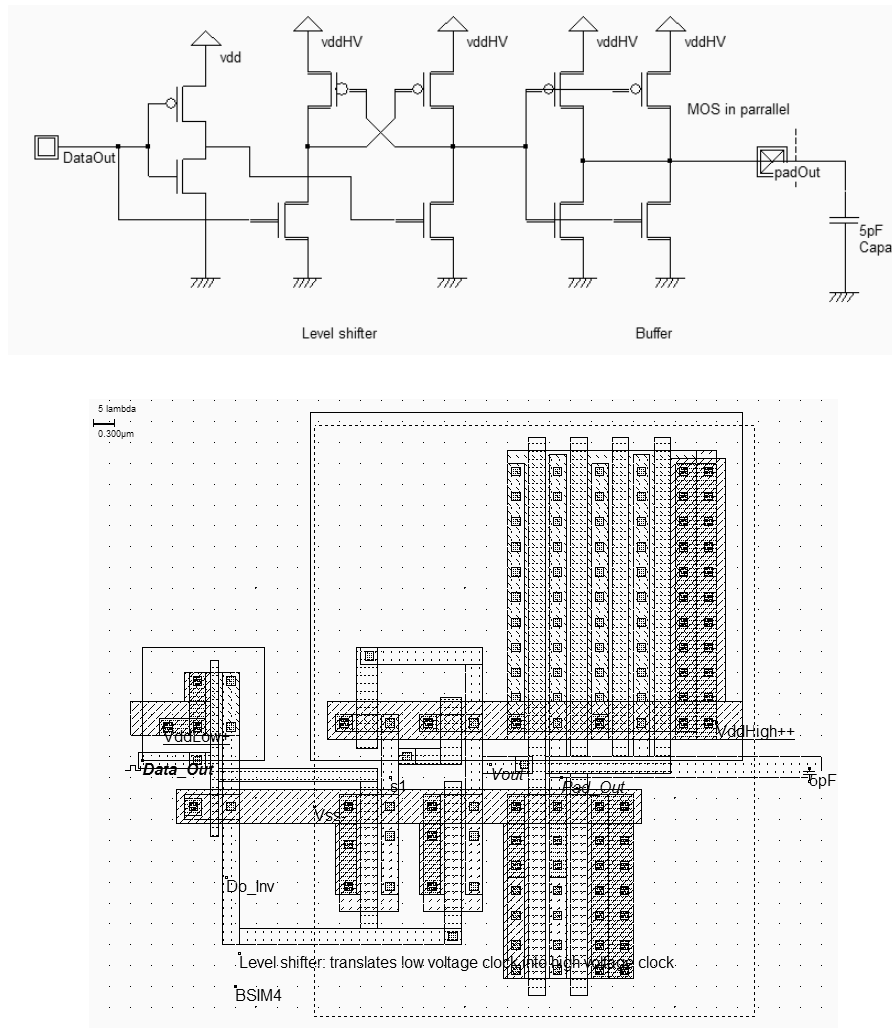 vddHV
vddHV
vddHV
vddHV
vdd
MOS in parrallel
DataOut
padOut
5pF
Capa
Level shifter
Buffer
5 lambda
0.300µm
VddLow+
VddHigh++
Data_Out
Vout
s1
Pad_Out
5pF
Vss-
Do_Inv
Level shifter: translates low voltage clock into high voltage clock
BSIM4